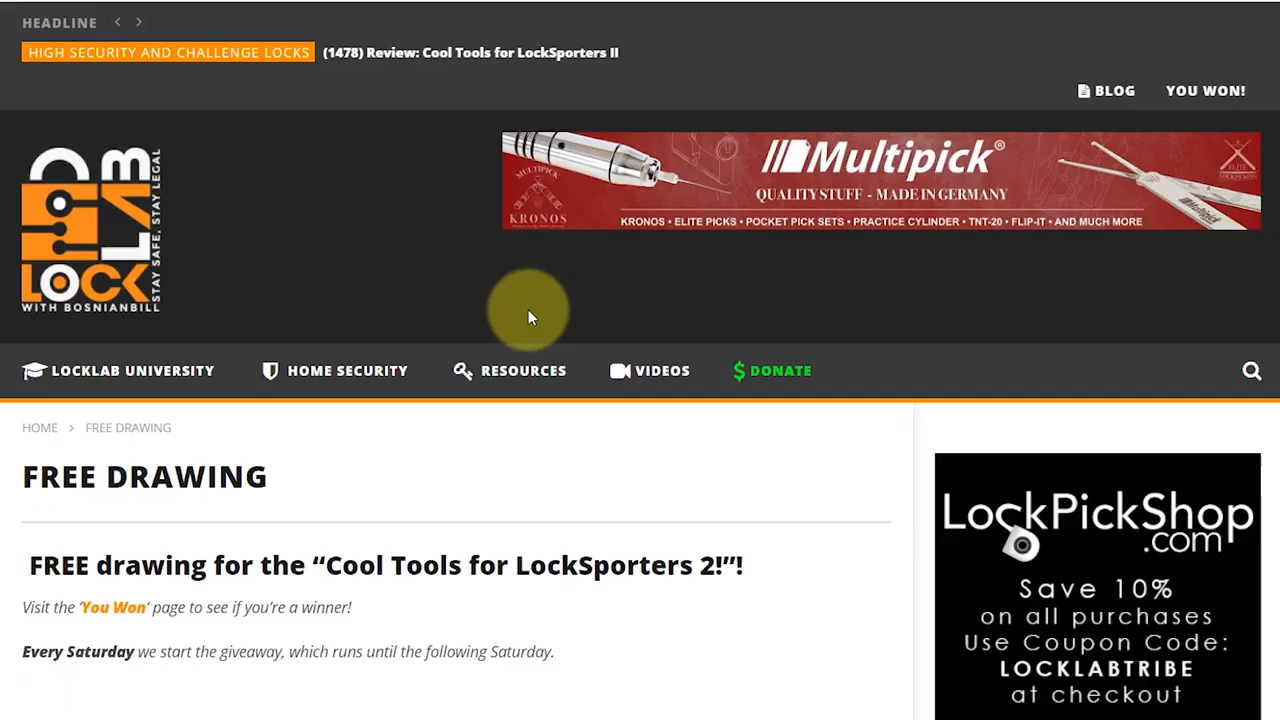 HEADLINE
HIGH SECURITY AND CHALLENGE LOCKS (1478) Review: Cool Tools for LockSporters II
BLOG YOU WON!
LOCK LAB
STAY SAFE, STAY LEGAL
WITH BOSNIANBILL
Multipick®
QUALITY STUFF - MADE IN GERMANY
MULTIPICK
KRONOS
KRONOS • ELITE PICKS • POCKET PICK SETS • PRACTICE CYLINDER • TNT-20 • FLIP-IT • AND MUCH MORE
LOCKLAB UNIVERSITY HOME SECURITY RESOURCES VIDEOS $ DONATE
HOME > FREE DRAWING
FREE DRAWING
FREE drawing for the “Cool Tools for LockSporters 2!”!
Visit the ‘You Won‘ page to see if you’re a winner!
Every Saturday we start the giveaway, which runs until the following Saturday.
LockPickShop
.com
Save 10%
on all purchases
Use Coupon Code:
LOCKLABTRIBE
at checkout